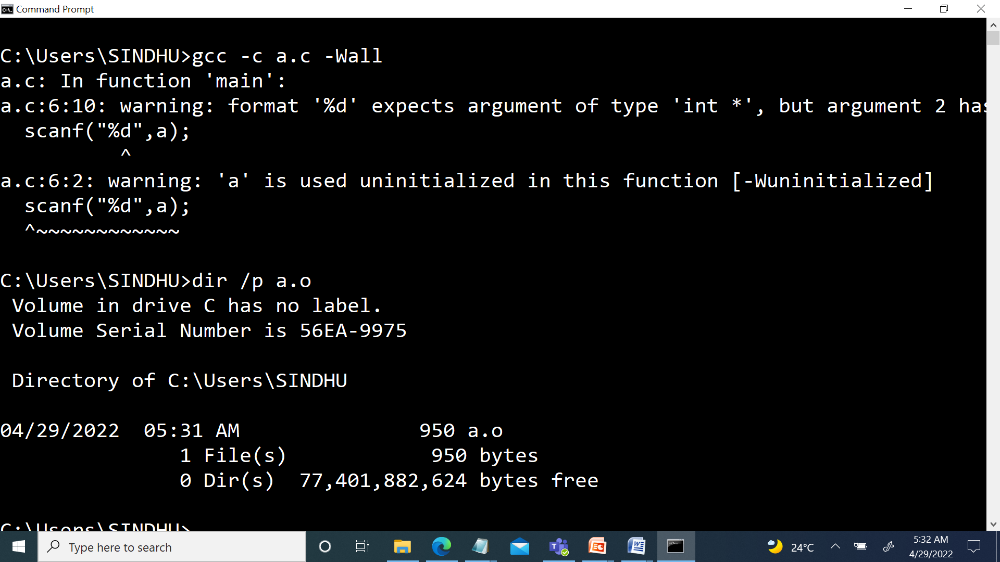 Command Prompt
C:\Users\SINDHU>gcc -c a.c -Wall
a.c: In function 'main':
a.c:6:10: warning: format '%d' expects argument of type 'int *', but argument 2 has
  scanf("%d",a);
          ^
a.c:6:2: warning: 'a' is used uninitialized in this function [-Wuninitialized]
  scanf("%d",a);
  ^~~~~~~~~~~~~
C:\Users\SINDHU>dir /p a.o
 Volume in drive C has no label.
 Volume Serial Number is 56EA-9975
 Directory of C:\Users\SINDHU
04/29/2022  05:31 AM               950 a.o
               1 File(s)            950 bytes
               0 Dir(s)  77,401,882,624 bytes free
C:\Users\SINDHU>
Type here to search
24°C
5:32 AM
4/29/2022